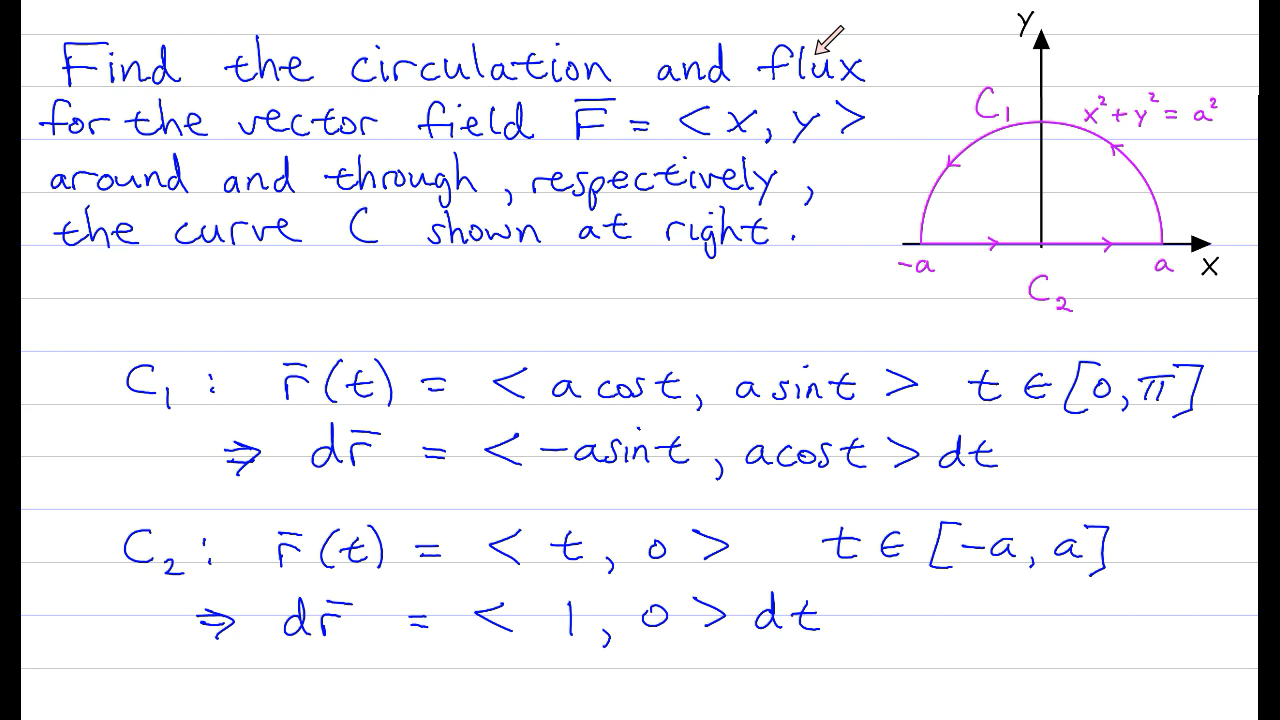 Find the circulation and flux
for the vector field F̅ = < x, y >
around and through, respectively,
the curve C shown at right.
y
C₁
x² + y² = a²
-a
a
x
C₂
C₁ : r̅(t) = < a cost, a sint > t ∈ [0, π]
⇒ dr̅ = < -asint, acost > dt
C₂ : r̅(t) = < t, 0 > t ∈ [-a, a]
⇒ dr̅ = < 1, 0 > dt